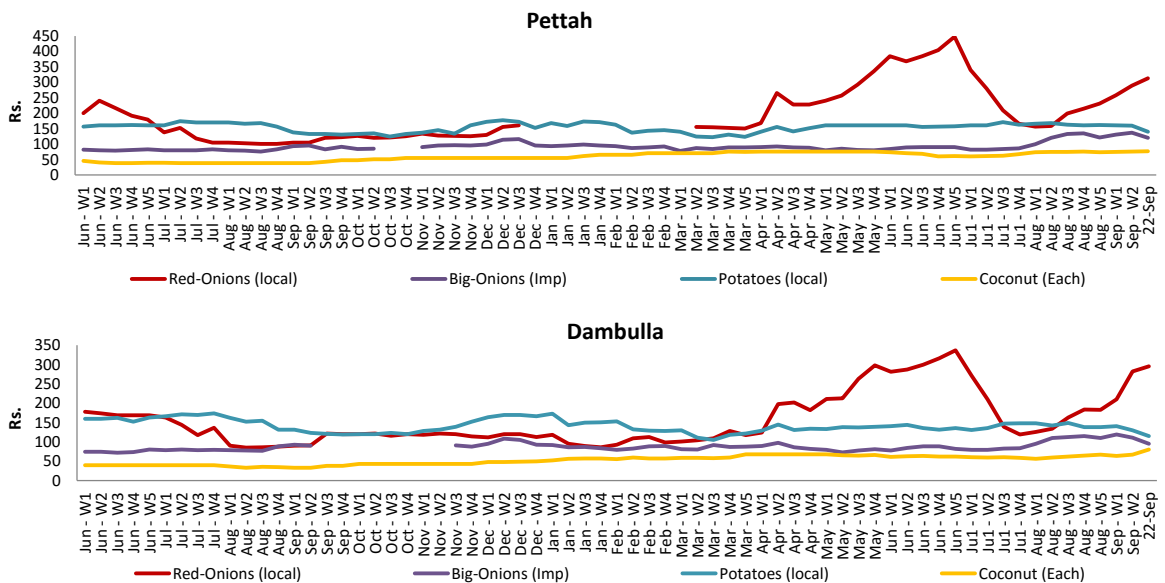 Pettah
Rs.
450
400
350
300
250
200
150
100
50
0
Jun - W1
Jun - W2
Jun - W3
Jun - W4
Jun - W5
Jul - W1
Jul - W2
Jul - W3
Jul - W4
Aug - W1
Aug - W2
Aug - W3
Aug - W4
Sep - W1
Sep - W2
Sep - W3
Sep - W4
Oct - W1
Oct - W2
Oct - W3
Oct - W4
Nov - W1
Nov - W2
Nov - W3
Nov - W4
Dec - W1
Dec - W2
Dec - W3
Dec - W4
Jan - W1
Jan - W2
Jan - W3
Jan - W4
Feb - W1
Feb - W2
Feb - W3
Feb - W4
Mar - W1
Mar - W2
Mar - W3
Mar - W4
Apr - W1
Apr - W2
Apr - W3
Apr - W4
May - W1
May - W2
May - W3
May - W4
Jun - W1
Jun - W2
Jun - W3
Jun - W4
Jun - W5
Ju1 - W1
Ju1 - W2
Ju1 - W3
Ju1 - W4
Aug - W1
Aug - W2
Aug - W3
Aug - W4
Aug - W5
Sep - W1
Sep - W2
22-Sep
Red-Onions (local) Big-Onions (Imp) Potatoes (local) Coconut (Each)
Dambulla
Rs.
350
300
250
200
150
100
50
0
Jun - W1
Jun - W2
Jun - W3
Jun - W4
Jun - W5
Jul - W1
Jul - W2
Jul - W3
Jul - W4
Aug - W1
Aug - W2
Aug - W3
Aug - W4
Sep - W1
Sep - W2
Sep - W3
Sep - W4
Oct - W1
Oct - W2
Oct - W3
Oct - W4
Nov - W1
Nov - W2
Nov - W3
Nov - W4
Dec - W1
Dec - W2
Dec - W3
Dec - W4
Jan - W1
Jan - W2
Jan - W3
Jan - W4
Feb - W1
Feb - W2
Feb - W3
Feb - W4
Mar - W1
Mar - W2
Mar - W3
Mar - W4
Apr - W1
Apr - W2
Apr - W3
Apr - W4
May - W1
May - W2
May - W3
May - W4
Jun - W1
Jun - W2
Jun - W3
Jun - W4
Jun - W5
Ju1 - W1
Ju1 - W2
Ju1 - W3
Ju1 - W4
Aug - W1
Aug - W2
Aug - W3
Aug - W4
Aug - W5
Sep - W1
Sep - W2
22-Sep
Red-Onions (local) Big-Onions (Imp) Potatoes (local) Coconut (Each)